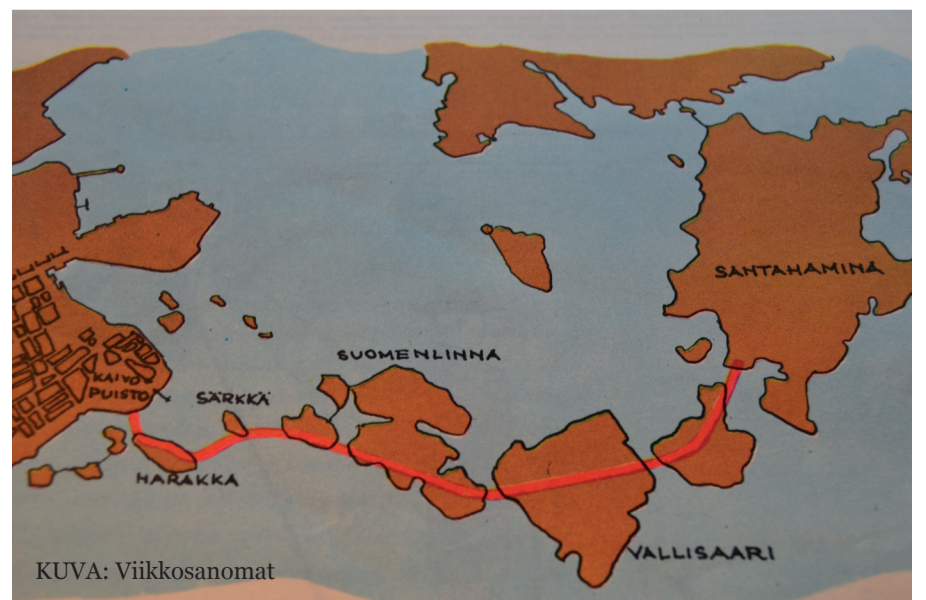 SANTAHAMINA
SUOMENLINNA
KAIVO
PUISTO
SÄRKKÄ
HARAKKA
VALLISAARI
KUVA: Viikkosanomat